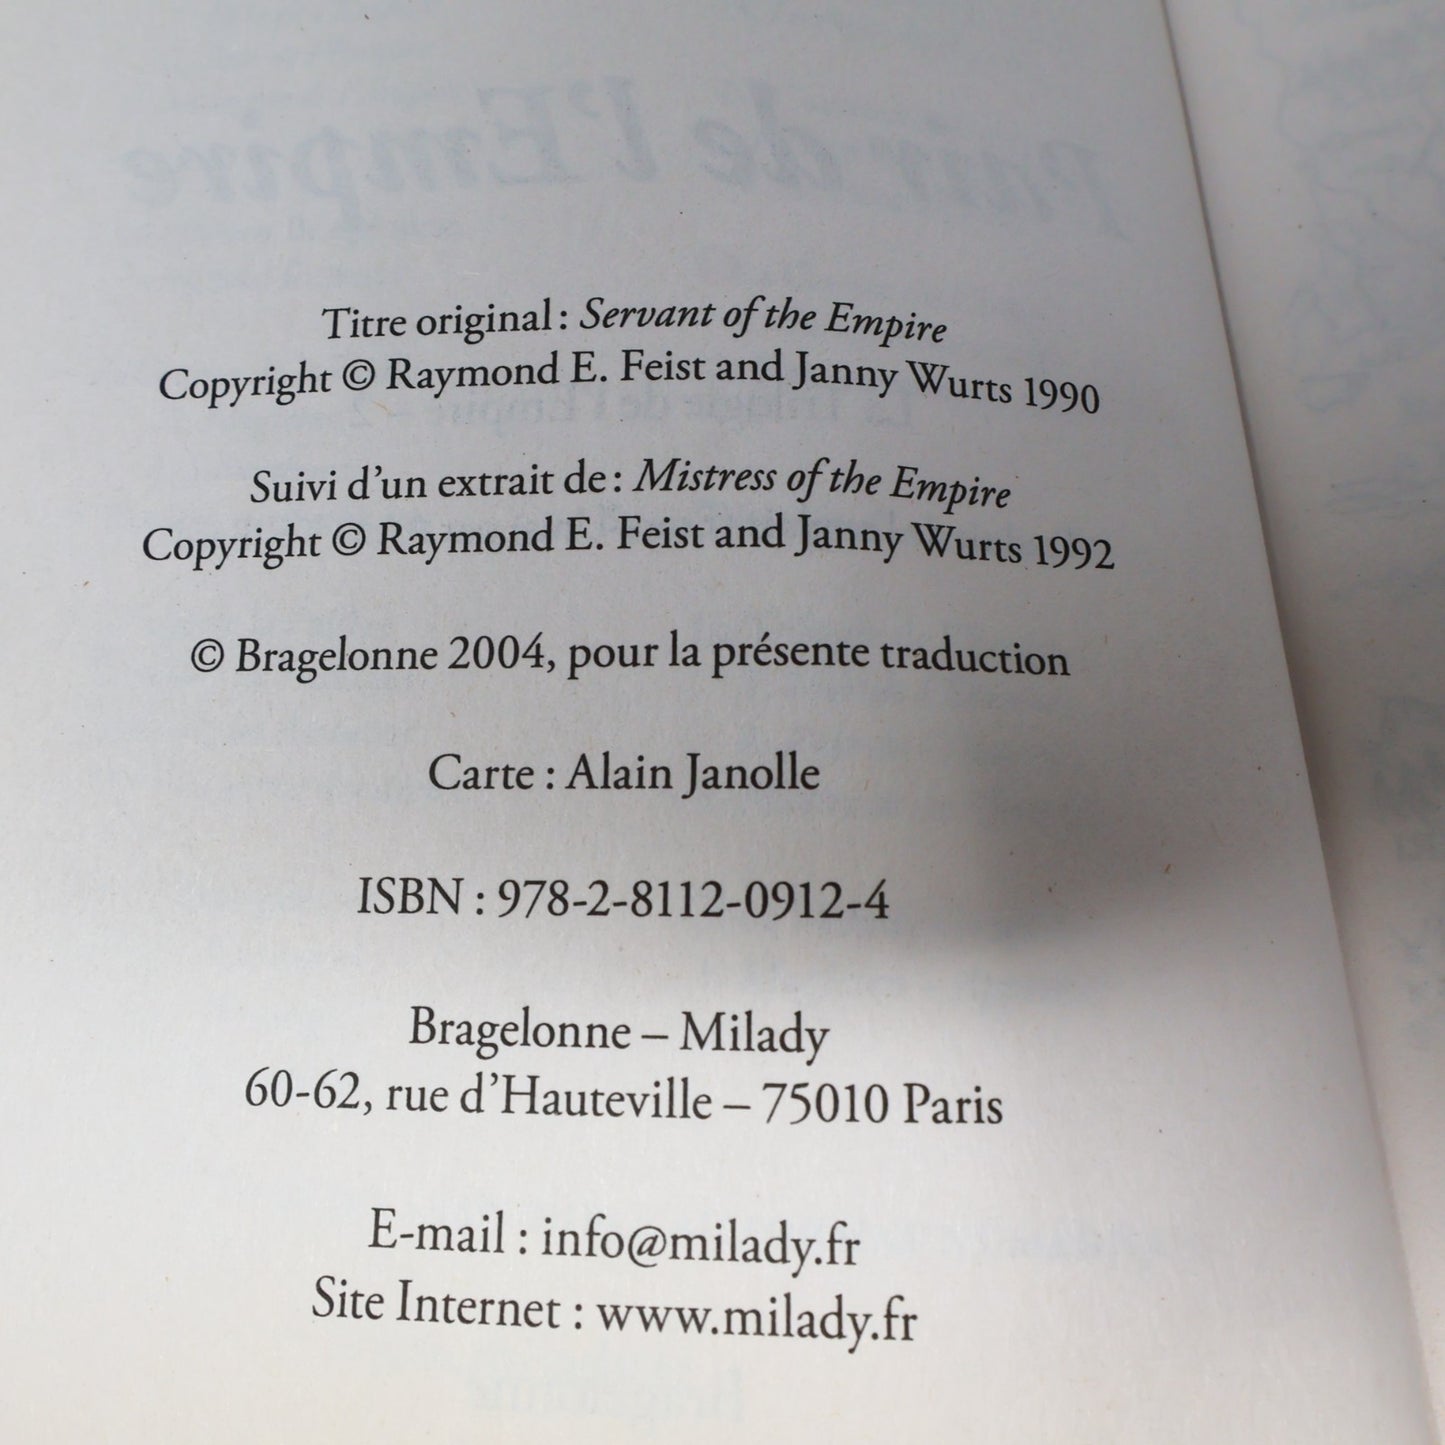 Titre original : Servant of the Empire
Copyright © Raymond E. Feist and Janny Wurts 1990
Suivi d'un extrait de : Mistress of the Empire
Copyright © Raymond E. Feist and Janny Wurts 1992
© Bragelonne 2004, pour la présente traduction
Carte : Alain Janolle
ISBN : 978-2-8112-0912-4
Bragelonne – Milady
60-62, rue d'Hauteville – 75010 Paris
E-mail : info@milady.fr
Site Internet : www.milady.fr